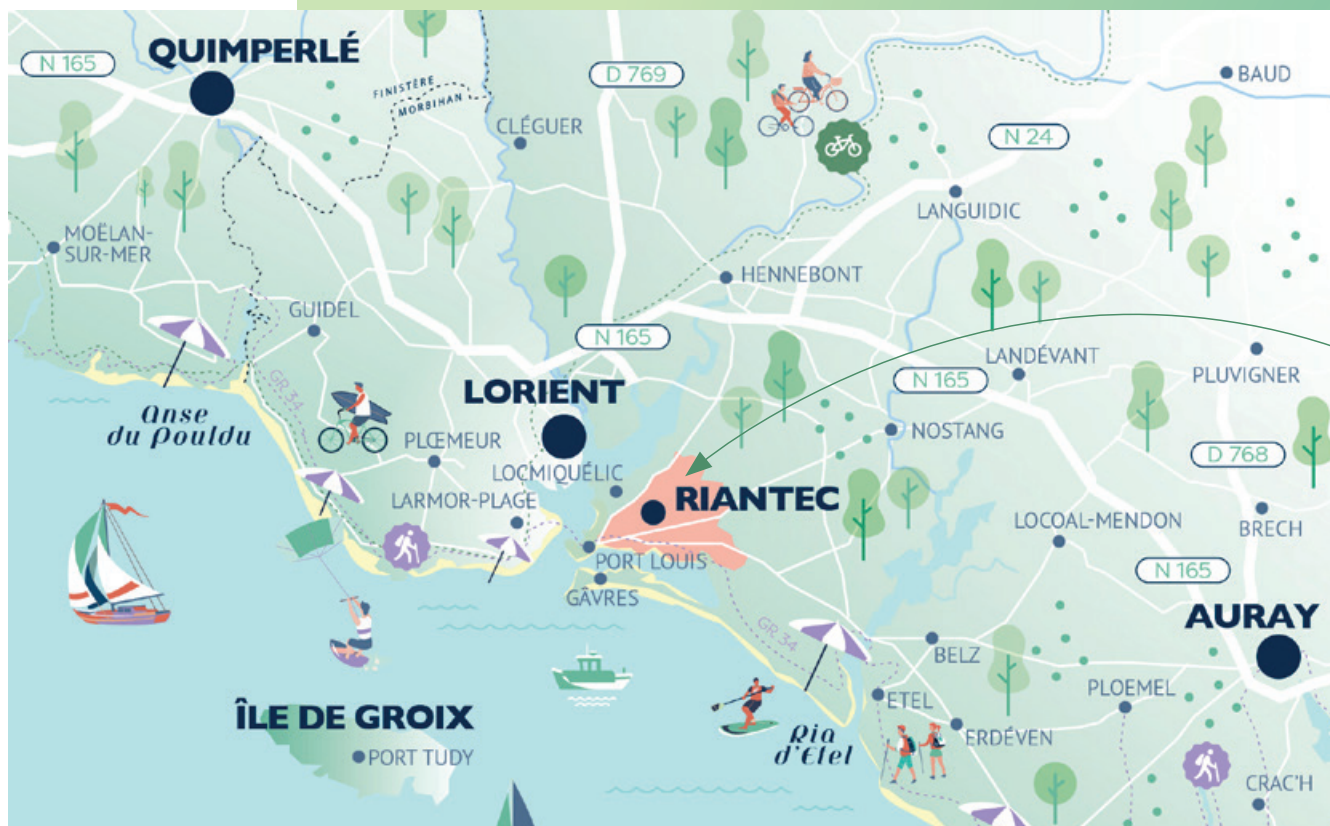 QUIMPERLÉ
N 165
FINISTÈRE
MORBIHAN
D 769
BAUD
CLÉGUER
N 24
LANGUIDIC
MOËLAN-
SUR-MER
HENNEBONT
GUIDEL
N 165
LANDÉVANT
PLUVIGNER
N 165
GR 34
LORIENT
Anse
du Pouldu
PLŒMEUR
NOSTANG
D 768
LOCMIQUÉLIC
LARMOR-PLAGE
RIANTEC
LOCOAL-MENDON
BRECH
PORT LOUIS
N 165
GÂVRES
AURAY
GR 34
BELZ
PLOEMEL
ETEL
ÎLE DE GROIX
ERDÉVEN
Ria
d'Etel
PORT TUDY
CRAC'H